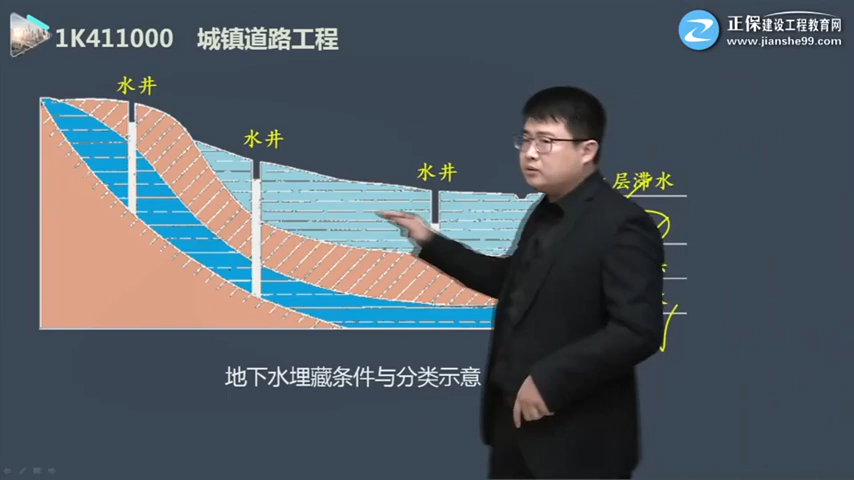 1K411000 城镇道路工程
正保建设工程教育网
www.jianshe99.com
水井
水井
水井
层滞水
地下水埋藏条件与分类示意